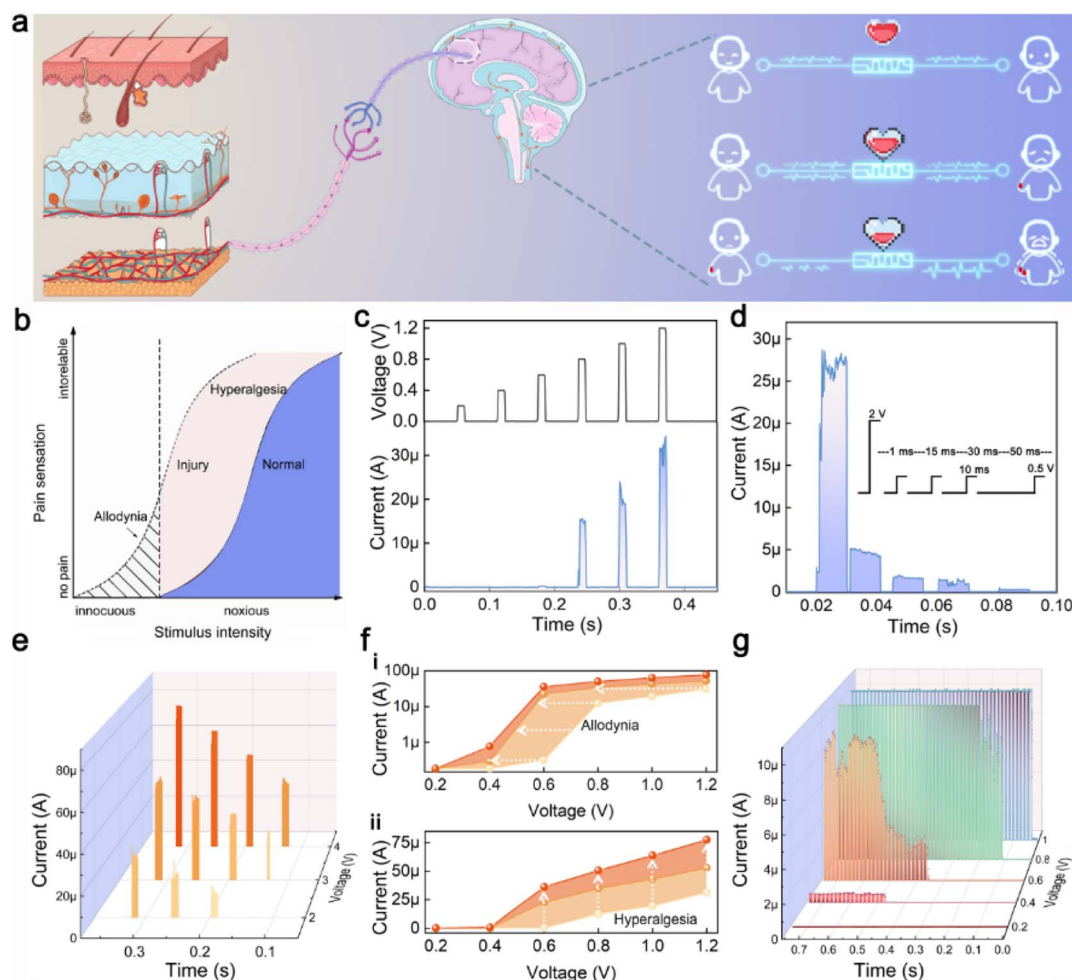 a
b
intorelable
Pain sensation
no pain
Hyperalgesia
Injury
Normal
Allodynia
innocuous
noxious
Stimulus intensity
c
Voltage (V)
1.2
0.8
0.4
0.0
Current (A)
40μ
20μ
0
0.0 0.1 0.2 0.3 0.4
Time (s)
d
Current (A)
30μ
25μ
20μ
15μ
10μ
5μ
0
2 V
---1 ms---15 ms---30 ms---50 ms---
10 ms
0.5 V
0.02 0.04 0.06 0.08 0.10
Time (s)
e
Current (A)
80μ
60μ
40μ
20μ
0
0.3 0.2 0.1
Time (s)
4
3
2
Voltage (V)
f
i
Current (A)
100μ
1μ
Allodynia
0.2 0.4 0.6 0.8 1.0 1.2
Voltage (V)
ii
Current (A)
75μ
50μ
25μ
0
Hyperalgesia
0.2 0.4 0.6 0.8 1.0 1.2
Voltage (V)
g
Current (A)
10μ
8μ
6μ
4μ
2μ
0
0.7 0.6 0.5 0.4 0.3 0.2 0.1 0.0
Time (s)
1
0.8
0.6
0.4
0.2
Voltage (V)